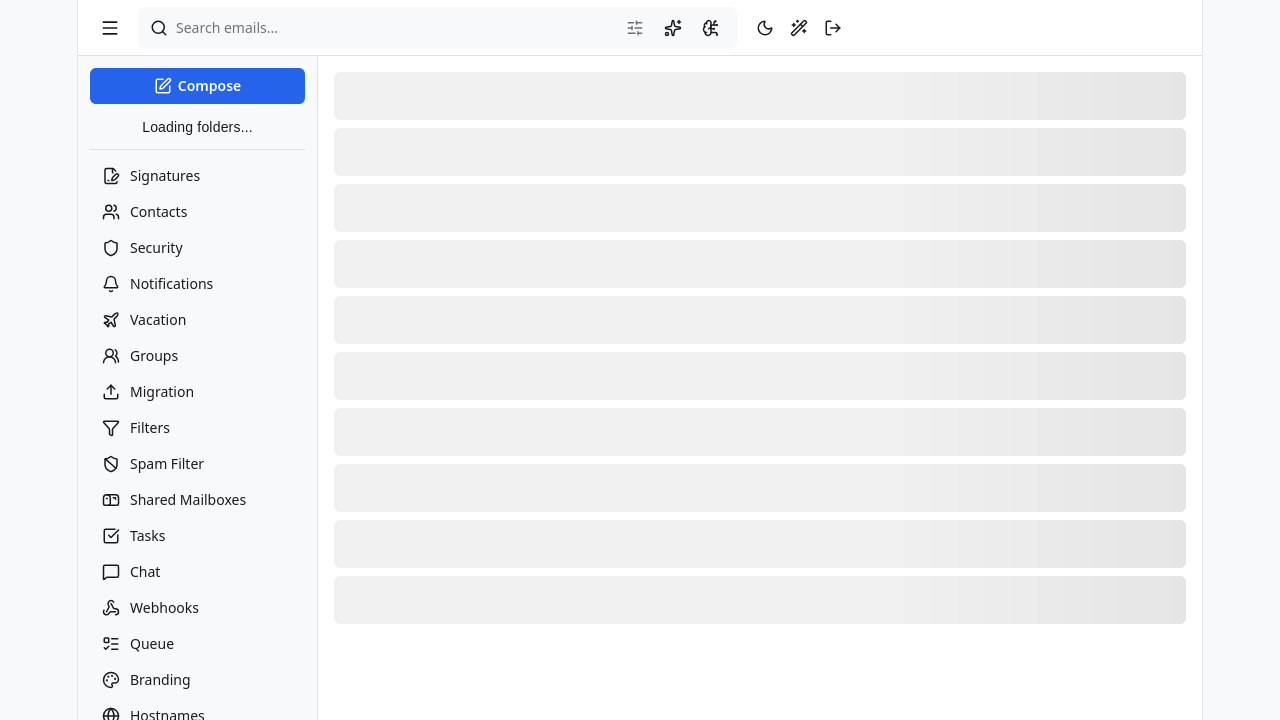 Search emails...
Compose
Loading folders...
Signatures
Contacts
Security
Notifications
Vacation
Groups
Migration
Filters
Spam Filter
Shared Mailboxes
Tasks
Chat
Webhooks
Queue
Branding
Hostnames